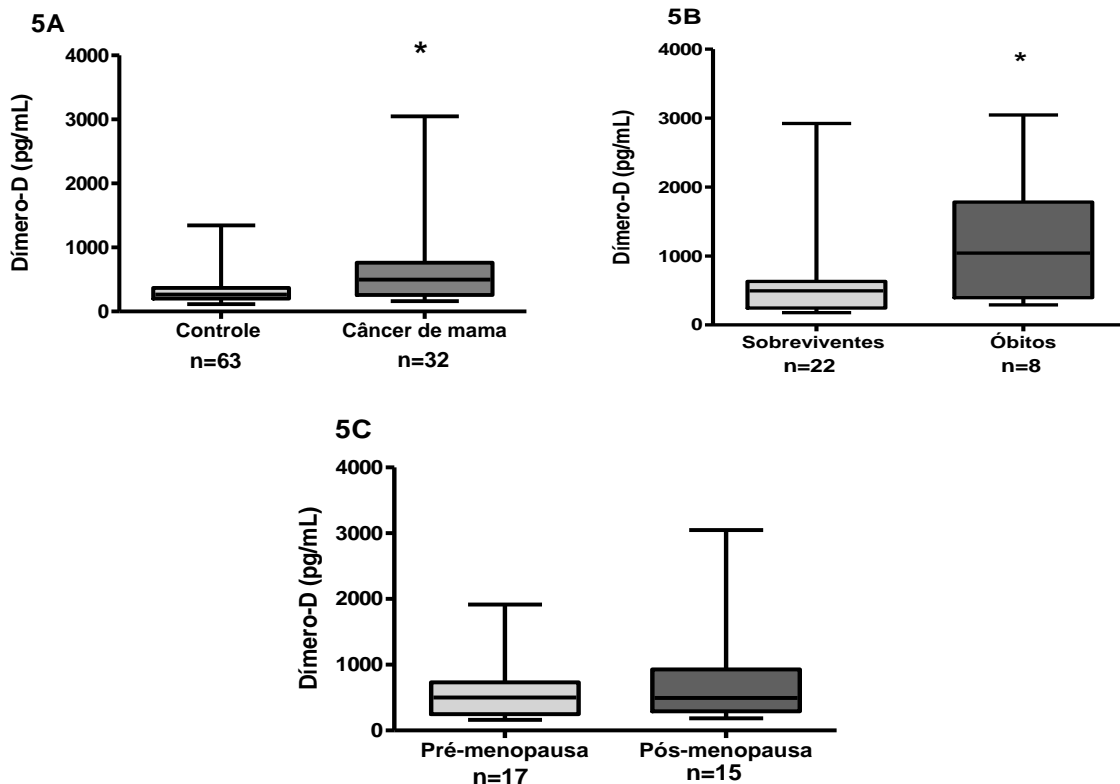 5A
*
Dímero-D (pg/mL)
4000
3000
2000
1000
0
Controle
Câncer de mama
n=63
n=32
5B
*
Dímero-D (pg/mL)
4000
3000
2000
1000
0
Sobreviventes
Óbitos
n=22
n=8
5C
Dímero-D (pg/mL)
4000
3000
2000
1000
0
Pré-menopausa
Pós-menopausa
n=17
n=15